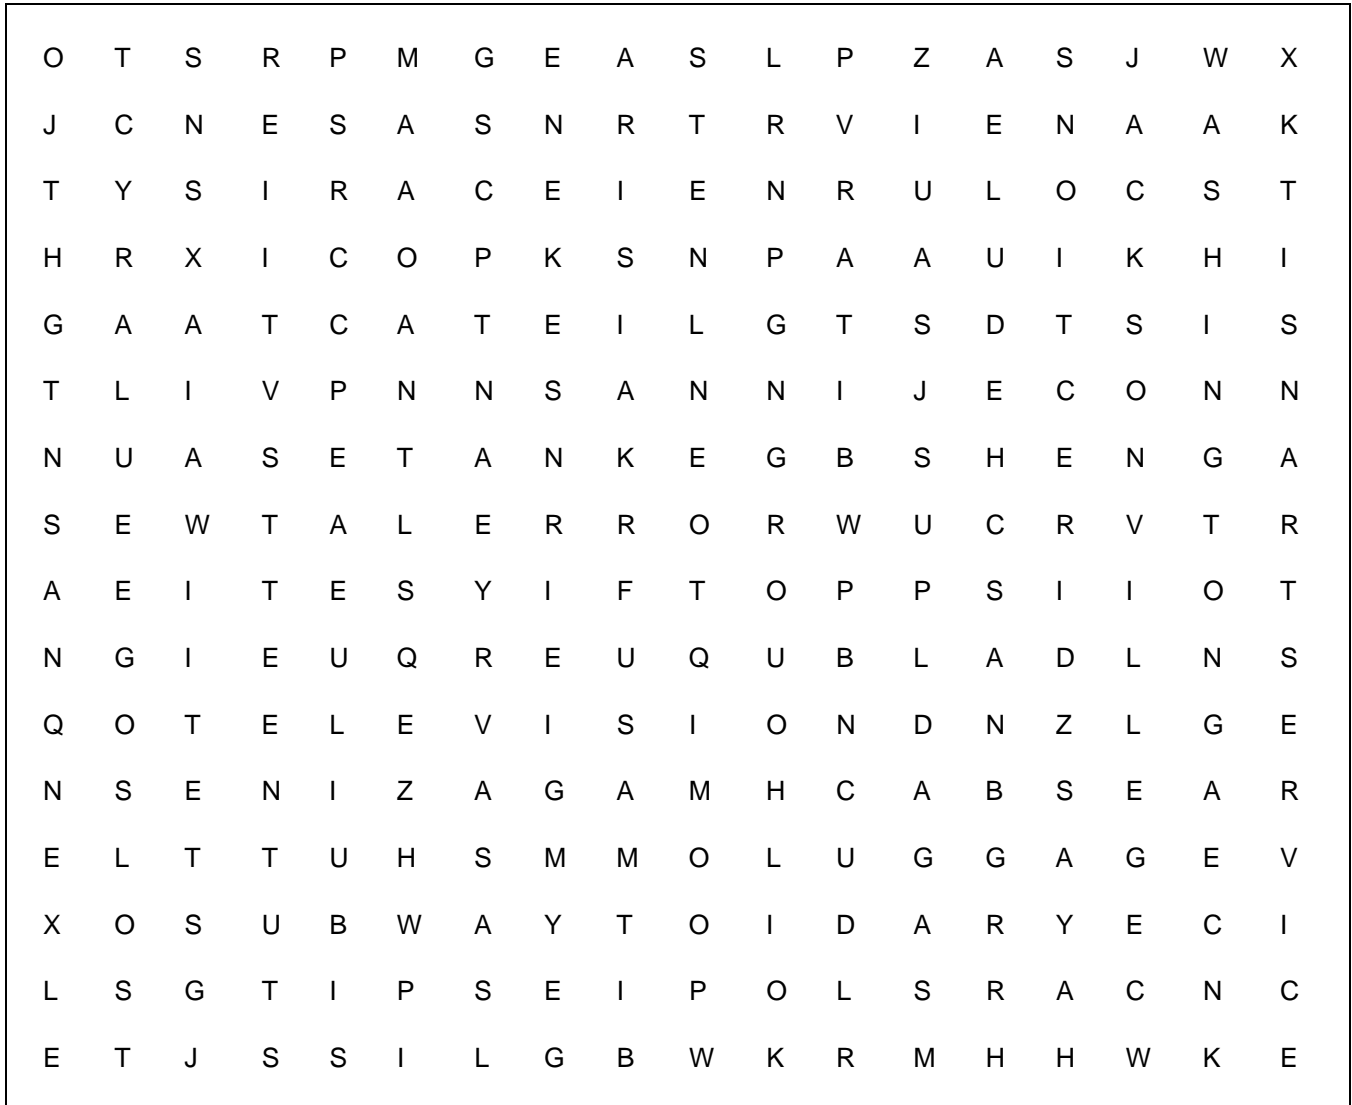 O T S R P M G E A S L P Z A S J W X
J C N E S A S N R T R V I E N A A K
T Y S I R A C E I E N R U L O C S T
H R X I C O P K S N P A A U I K H I
G A A T C A T E I L G T S D T S I S
T L I V P N N S A N N I J E C O N N
N U A S E T A N K E G B S H E N G A
S E W T A L E R R O R W U C R V T R
A E I T E S Y I F T O P P S I I O T
N G I E U Q R E U Q U B L A D L N S
Q O T E L E V I S I O N D N Z L G E
N S E N I Z A G A M H C A B S E A R
E L T T U H S M M O L U G G A G E V
X O S U B W A Y T O I D A R Y E C I
L S G T I P S E I P O L S R A C N C
E T J S S I L G B W K R M H H W K E